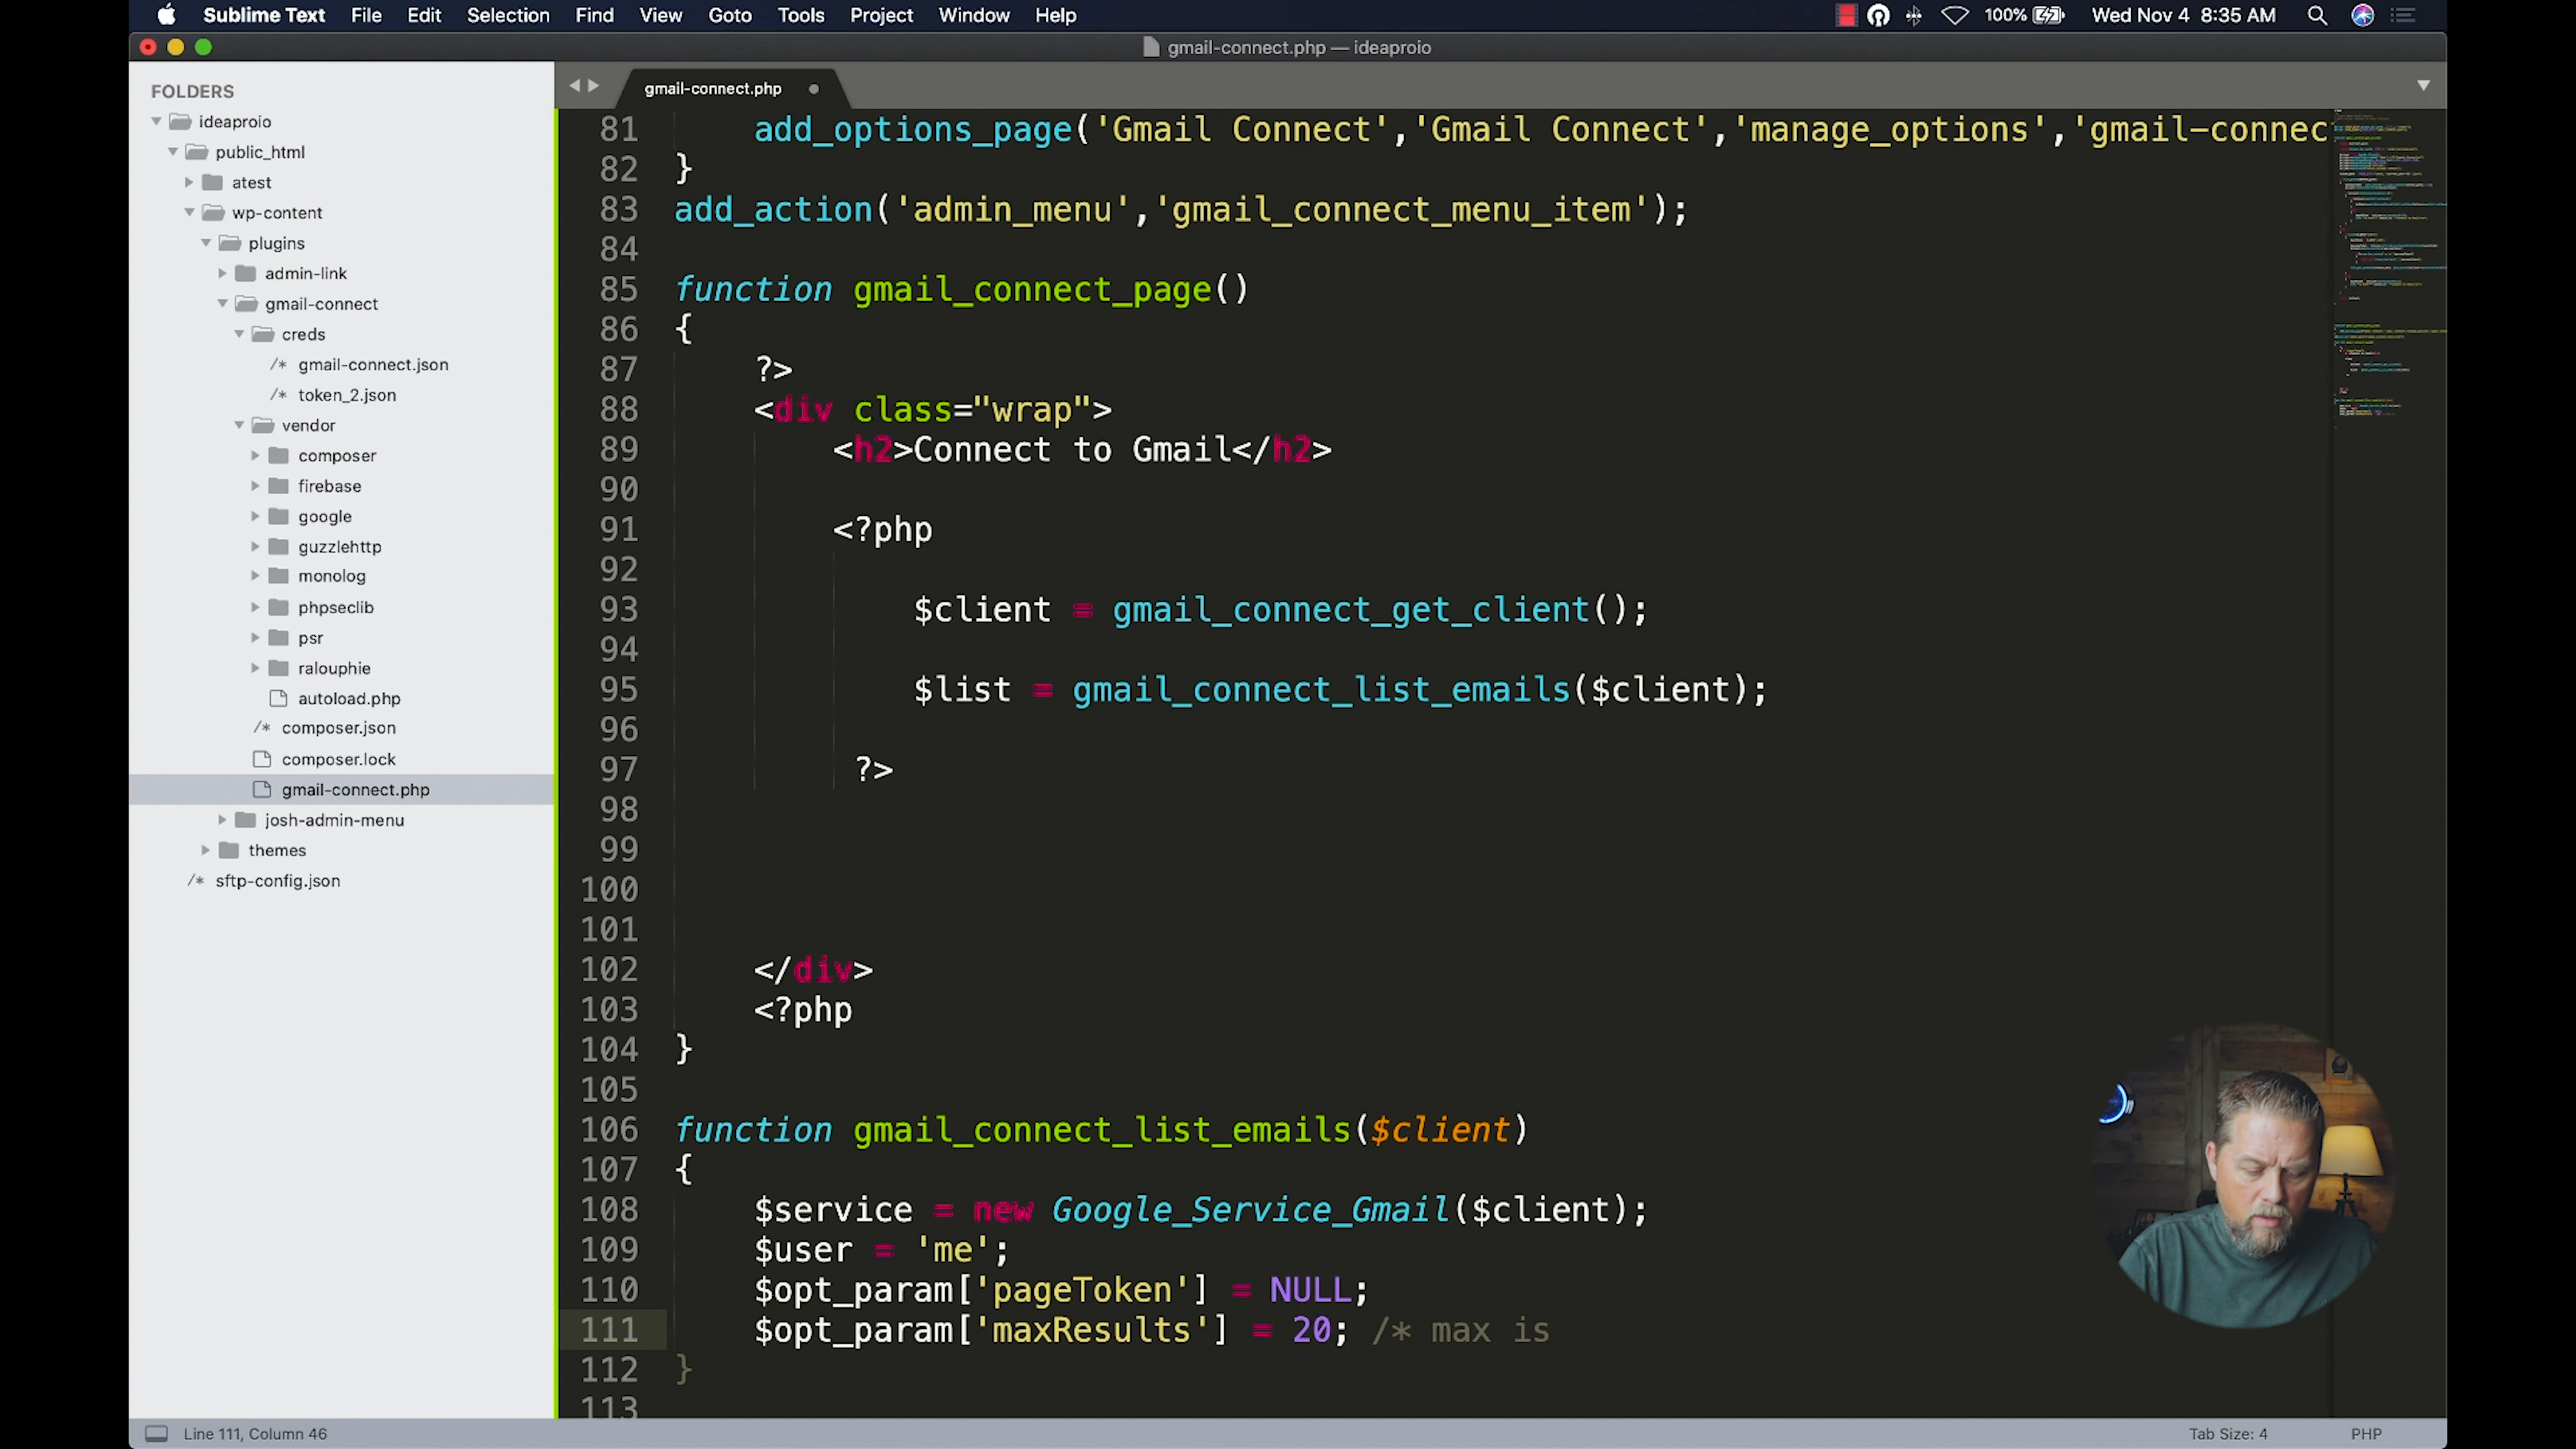 Sublime Text File Edit Selection Find View Goto Tools Project Window Help 100% Wed Nov 4 8:35 AM
gmail-connect.php — ideaproio
FOLDERS
ideaproio
public_html
atest
wp-content
plugins
admin-link
gmail-connect
creds
/* gmail-connect.json
/* token_2.json
vendor
composer
firebase
google
guzzlehttp
monolog
phpseclib
psr
ralouphie
autoload.php
/* composer.json
composer.lock
gmail-connect.php
josh-admin-menu
themes
/* sftp-config.json
gmail-connect.php
81 add_options_page('Gmail Connect','Gmail Connect','manage_options','gmail-connec
82 }
83 add_action('admin_menu','gmail_connect_menu_item');
84
85 function gmail_connect_page()
86 {
87 ?>
88 <div class="wrap">
89 <h2>Connect to Gmail</h2>
90
91 <?php
92
93 $client = gmail_connect_get_client();
94
95 $list = gmail_connect_list_emails($client);
96
97 ?>
98
99
100
101
102 </div>
103 <?php
104 }
105
106 function gmail_connect_list_emails($client)
107 {
108 $service = new Google_Service_Gmail($client);
109 $user = 'me';
110 $opt_param['pageToken'] = NULL;
111 $opt_param['maxResults'] = 20; /* max is
112 }
113
Line 111, Column 46
Tab Size: 4
PHP